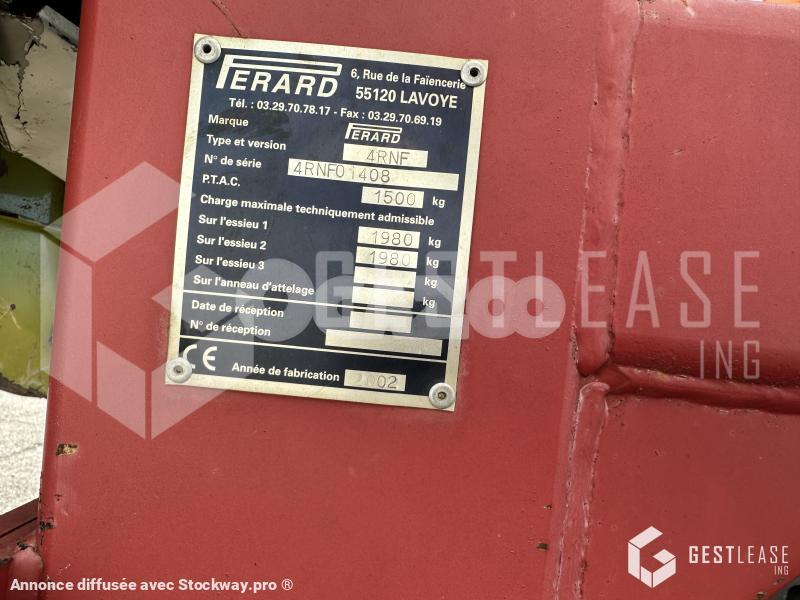 PERARD
6, Rue de la Faïencerie
55120 LAVOYE
Tél. : 03.29.70.78.17 - Fax : 03.29.70.69.19
Marque PERARD
Type et version 4RNF
N° de série 4RNF01408
P.T.A.C. 1500 kg
Charge maximale techniquement admissible
Sur l'essieu 1 1980 kg
Sur l'essieu 2 1980 kg
Sur l'essieu 3 kg
Sur l'anneau d'attelage kg
Date de réception
N° de réception
CE Année de fabrication 2002
GESTLEASE
ING
GESTLEASE
ING
Annonce diffusée avec Stockway.pro ®